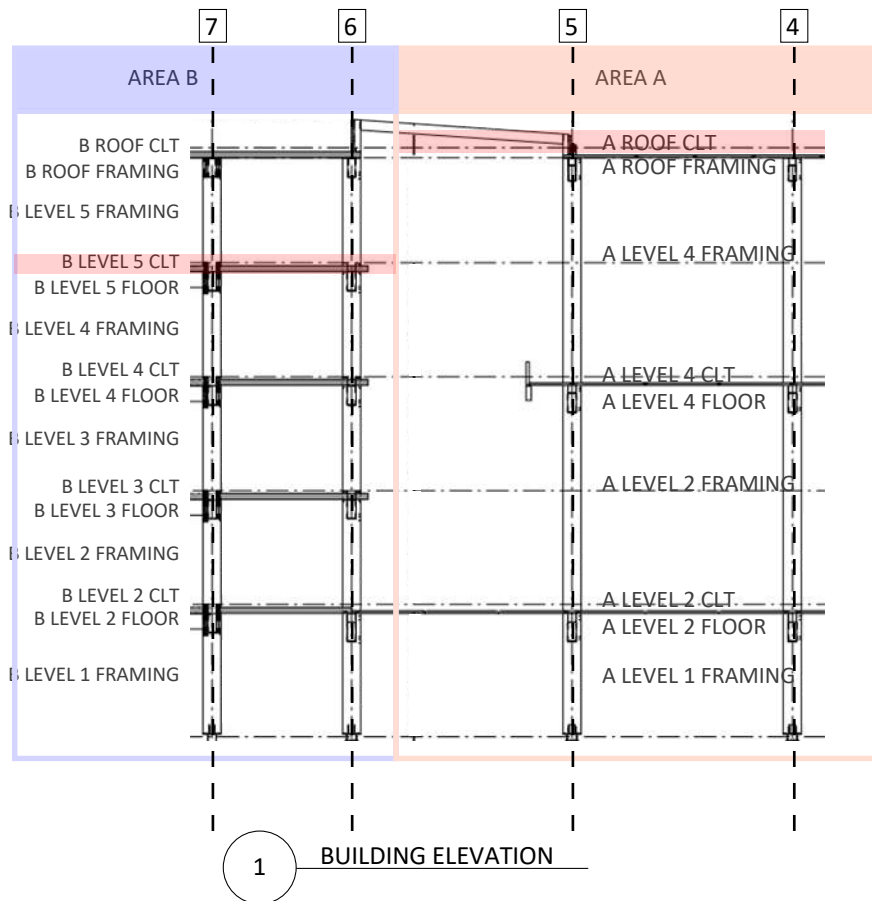 7 6 5 4
AREA B
AREA A
B ROOF CLT
B ROOF FRAMING
B LEVEL 5 FRAMING
B LEVEL 5 CLT
B LEVEL 5 FLOOR
B LEVEL 4 FRAMING
B LEVEL 4 CLT
B LEVEL 4 FLOOR
B LEVEL 3 FRAMING
B LEVEL 3 CLT
B LEVEL 3 FLOOR
B LEVEL 2 FRAMING
B LEVEL 2 CLT
B LEVEL 2 FLOOR
B LEVEL 1 FRAMING
A ROOF CLT
A ROOF FRAMING
A LEVEL 4 FRAMING
A LEVEL 4 CLT
A LEVEL 4 FLOOR
A LEVEL 2 FRAMING
A LEVEL 2 CLT
A LEVEL 2 FLOOR
A LEVEL 1 FRAMING
1 BUILDING ELEVATION